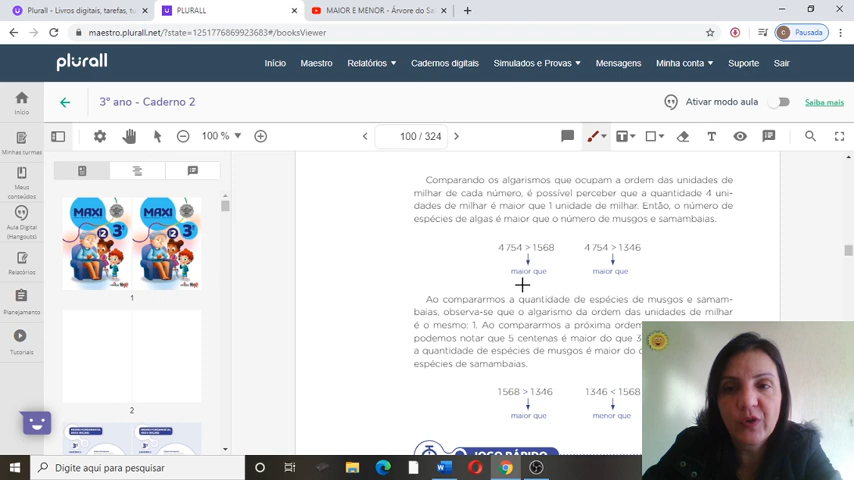 Plurall - Livros digitais, tarefas, tu
PLURALL
MAIOR E MENOR - Árvore do Sa
maestro.plurall.net/?state=1251776869923683#/booksViewer
Pausada
plurall
Início Maestro Relatórios Cadernos digitais Simulados e Provas Mensagens Minha conta Suporte Sair
Início
Minhas turmas
Meus conteúdos
Aula Digital (Hangouts)
Relatórios
Planejamento
Tutoriais
3º ano - Caderno 2
Ativar modo aula
Saiba mais
100 %
100 / 324
MAXI
2 3º
MAXI
2 3º
1
2
Comparando os algarismos que ocupam a ordem das unidades de
milhar de cada número, é possível perceber que a quantidade 4 uni-
dades de milhar é maior que 1 unidade de milhar. Então, o número de
espécies de algas é maior que o número de musgos e samambaias.
4 754 > 1 568 4 754 > 1 346
maior que maior que
Ao compararmos a quantidade de espécies de musgos e samam-
baias, observa-se que o algarismo da ordem das unidades de milhar
é o mesmo: 1. Ao compararmos a próxima ordem
podemos notar que 5 centenas é maior do que 3
a quantidade de espécies de musgos é maior do
espécies de samambaias.
1 568 > 1 346 1 346 < 1 568
maior que menor que
JOGO RÁPIDO
Digite aqui para pesquisar